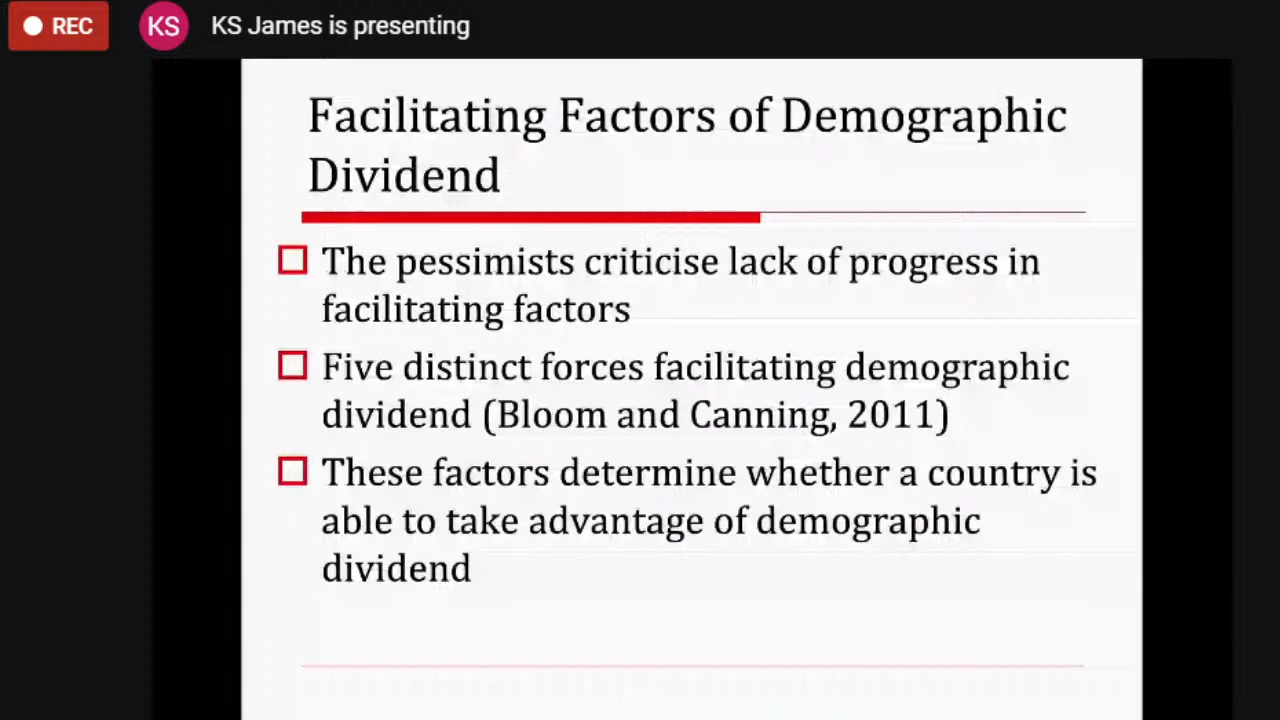 REC
KS
KS James is presenting
Facilitating Factors of Demographic
Dividend
The pessimists criticise lack of progress in
facilitating factors
Five distinct forces facilitating demographic
dividend (Bloom and Canning, 2011)
These factors determine whether a country is
able to take advantage of demographic
dividend